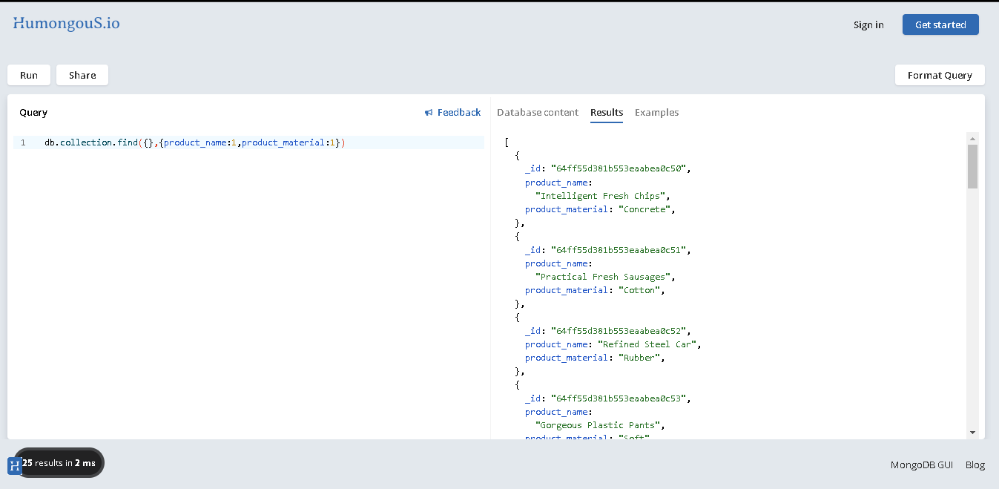 HumongouS.io
Sign in
Get started
Run
Share
Format Query
Query
Feedback
Database content
Results
Examples
1 db.collection.find({},{product_name:1,product_material:1})
[
{
_id: "64ff55d381b553eaabea0c50",
product_name:
"Intelligent Fresh Chips",
product_material: "Concrete",
},
{
_id: "64ff55d381b553eaabea0c51",
product_name:
"Practical Fresh Sausages",
product_material: "Cotton",
},
{
_id: "64ff55d381b553eaabea0c52",
product_name: "Refined Steel Car",
product_material: "Rubber",
},
{
_id: "64ff55d381b553eaabea0c53",
product_name:
"Gorgeous Plastic Pants",
product_material: "Soft"
H
25 results in 2 ms
MongoDB GUI
Blog